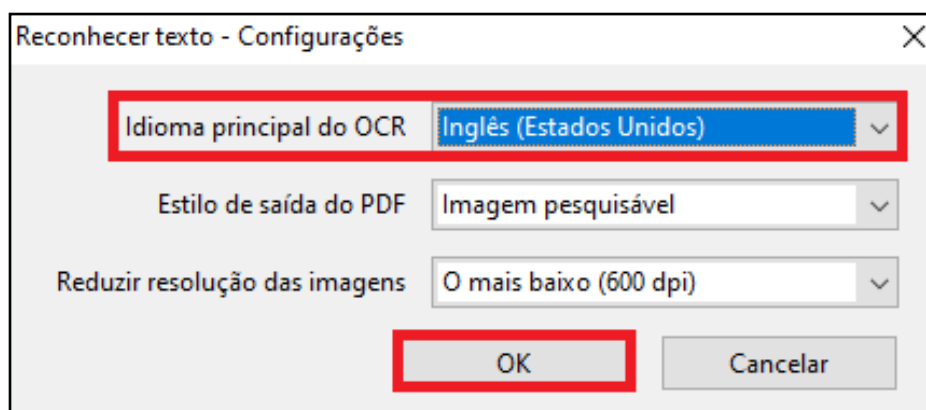 Reconhecer texto - Configurações
Idioma principal do OCR Inglês (Estados Unidos)
Estilo de saída do PDF Imagem pesquisável
Reduzir resolução das imagens O mais baixo (600 dpi)
OK Cancelar